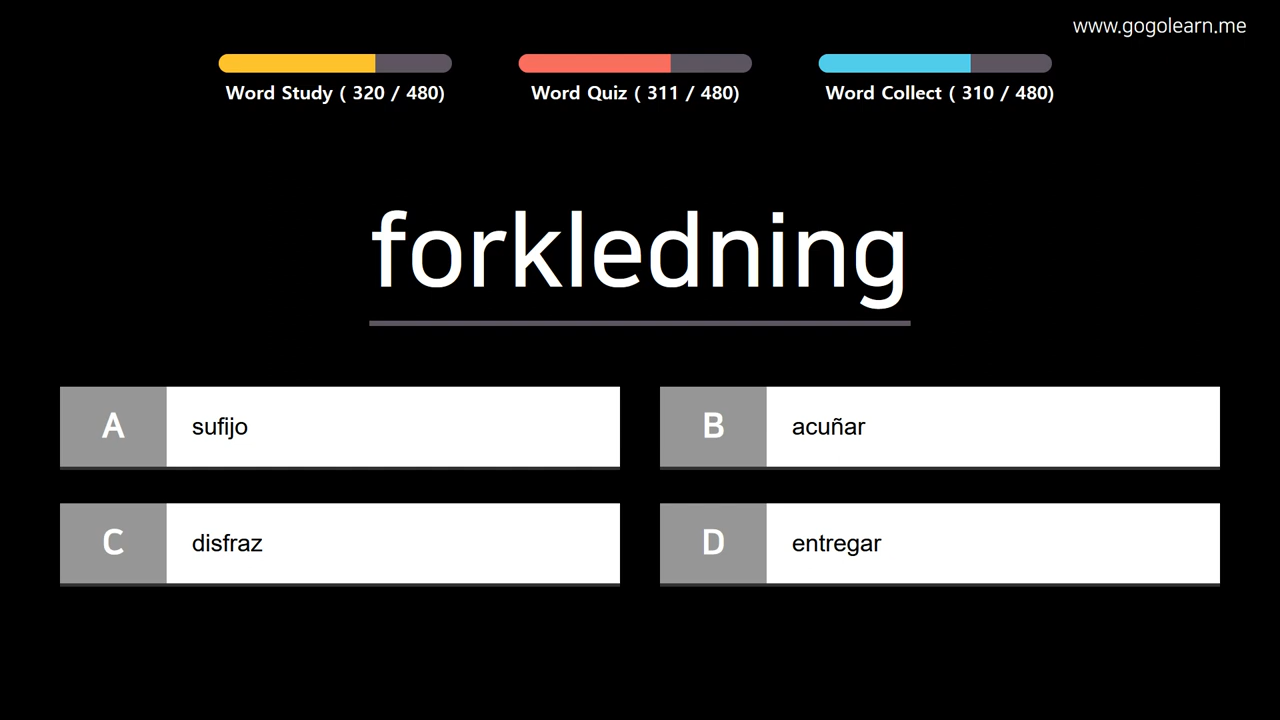 www.gogolearn.me
Word Study ( 320 / 480)
Word Quiz ( 311 / 480)
Word Collect ( 310 / 480)
forkledning
A sufijo
B acuñar
C disfraz
D entregar